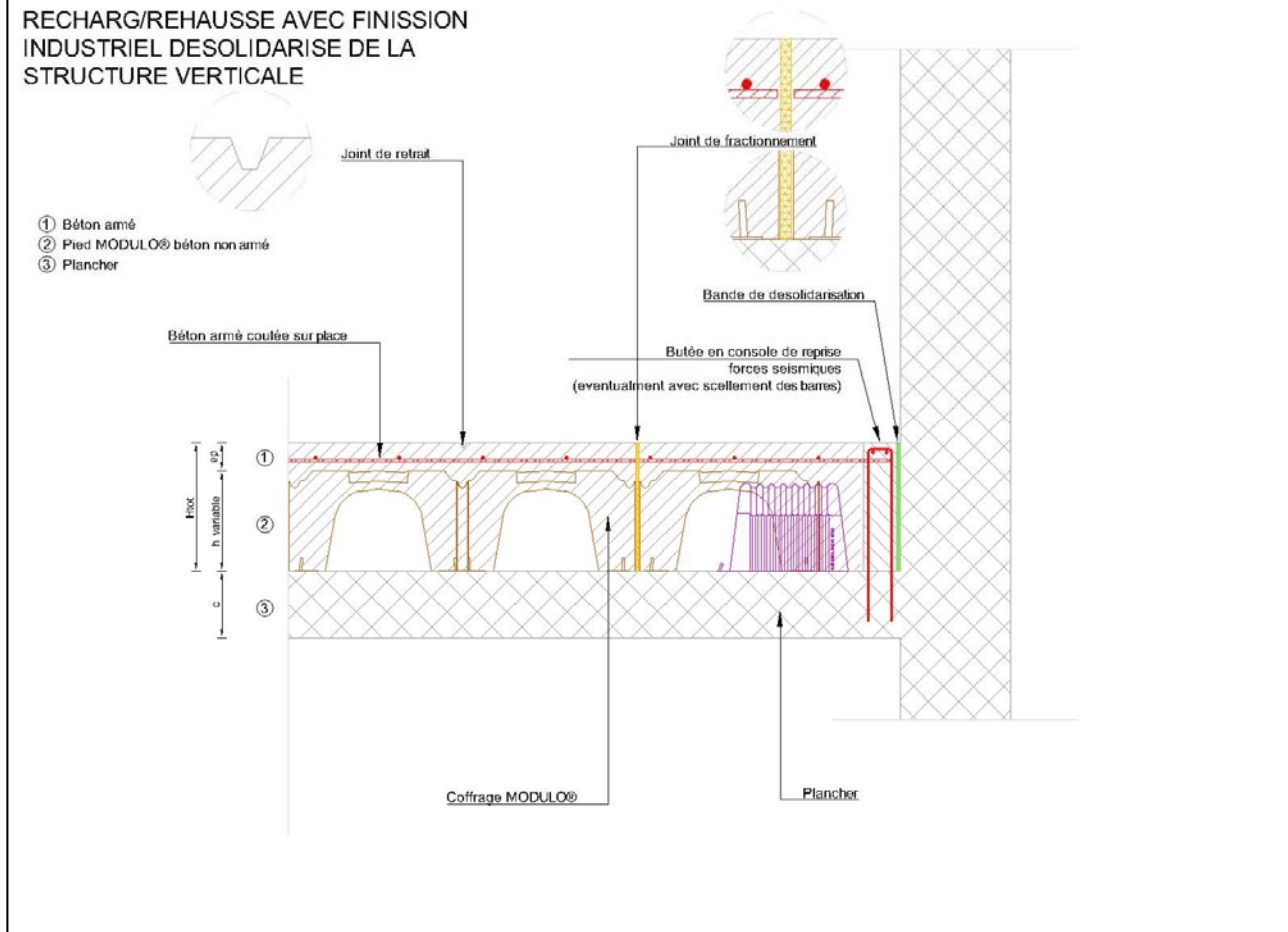 RECHARG/REHAUSSE AVEC FINISSION
INDUSTRIEL DESOLIDARISE DE LA
STRUCTURE VERTICALE
Joint de retrait
Joint de fractionnement
① Béton armé
② Pied MODULO® béton non armé
③ Plancher
Bande de desolidarisation
Béton armé coulée sur place
Butée en console de reprise
forces seismiques
(eventualment avec scellement des barres)
Htot
ep
①
h variable
②
c
③
Coffrage MODULO®
Plancher